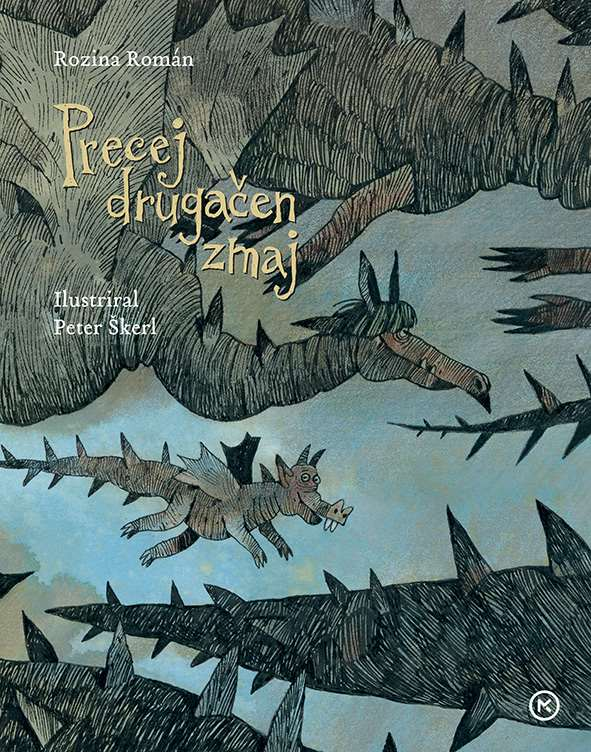 Rozina Román
Precej
drugačen
zmaj
Ilustriral
Peter Škerl